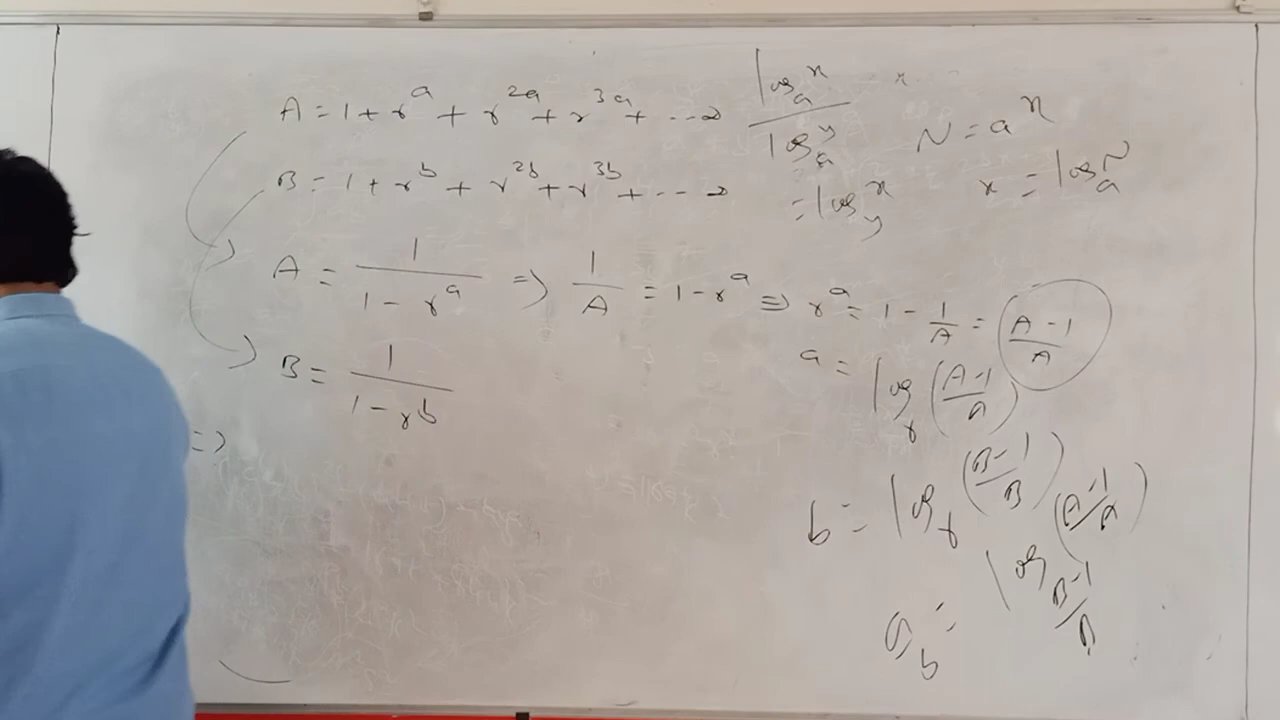 A = 1 + r^a + r^2a + r^3a + ... ∞
B = 1 + r^b + r^2b + r^3b + ... ∞
log_a^x / log_a^y
= log_y^x
x
N = a^x
x = log_a^N
A = 1/(1 - r^a) ⇒ 1/A = 1 - r^a ⇒ r^a = 1 - 1/A = A-1/A
a = log_r (A-1/A)
B = 1/(1 - r^b)
⇒
b = log_r (B-1/B)
a/b = log_{B-1/B} (A-1/A)